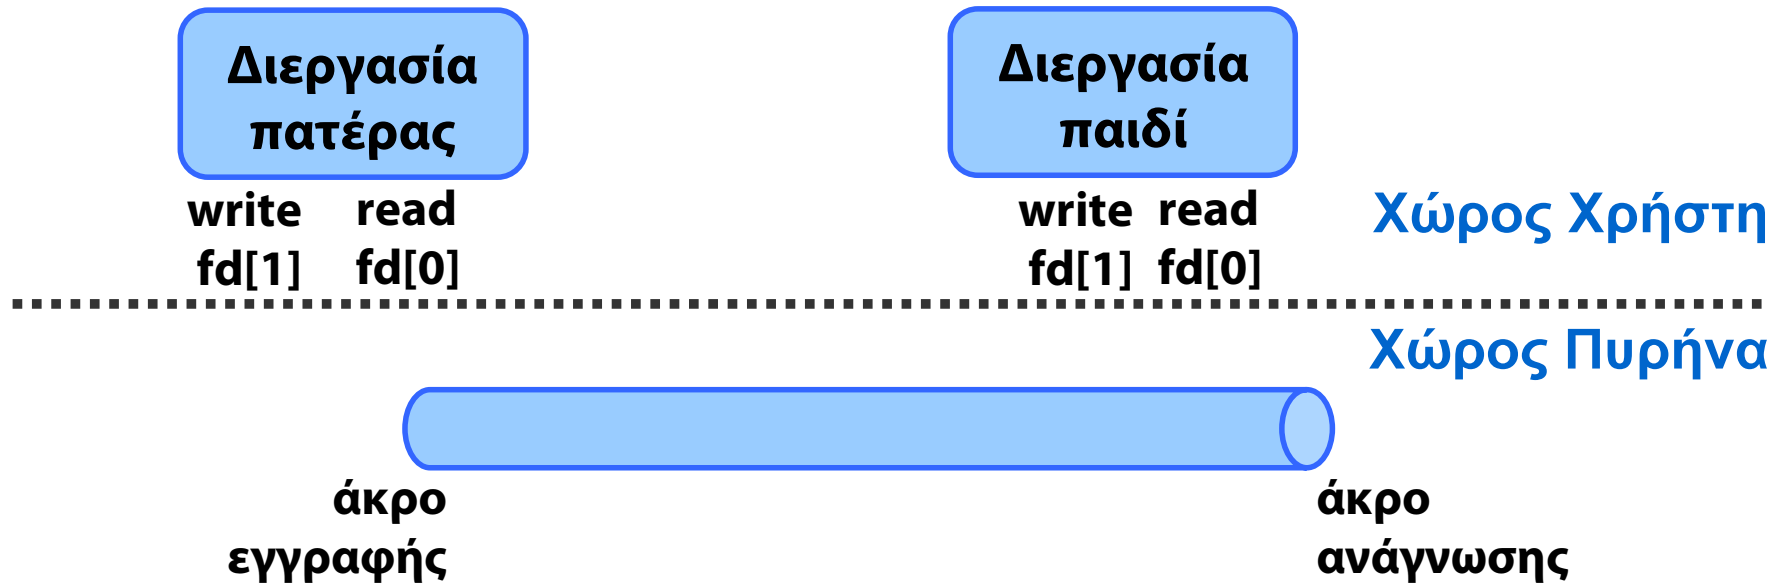 Διεργασία
πατέρας
Διεργασία
παιδί
write read
fd[1] fd[0]
write read
fd[1] fd[0]
Χώρος Χρήστη
Χώρος Πυρήνα
άκρο
εγγραφής
άκρο
ανάγνωσης